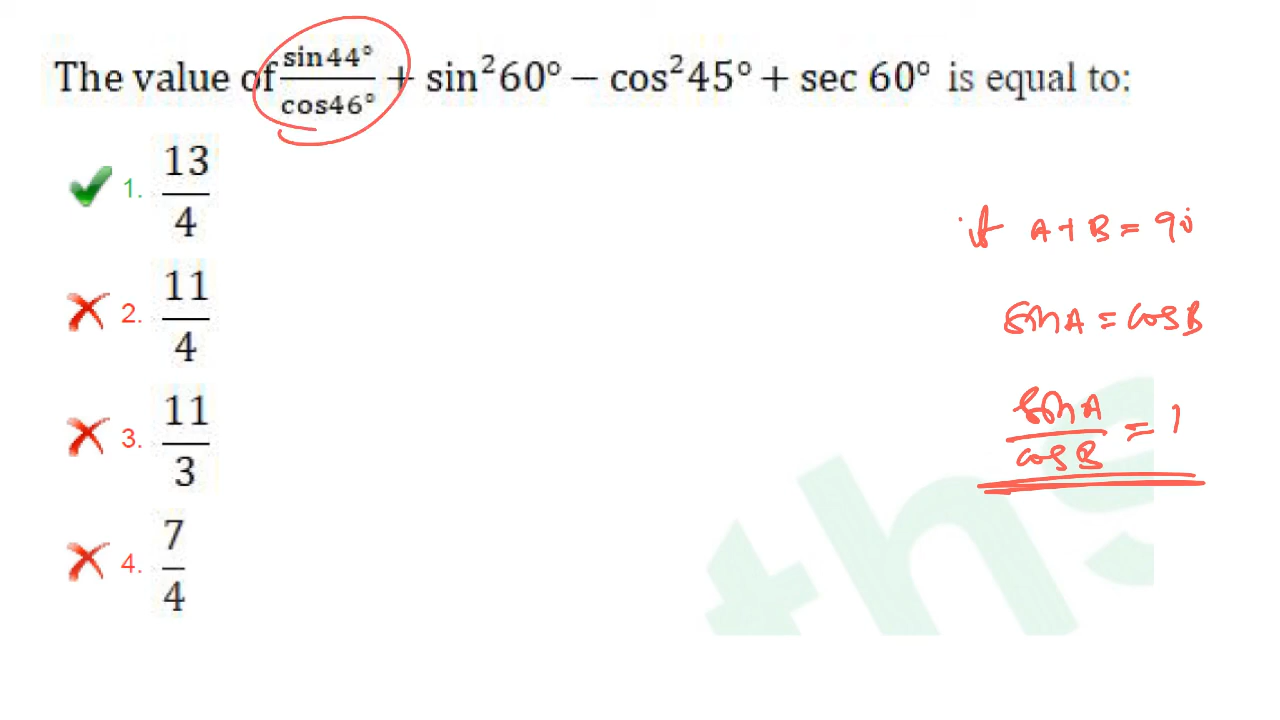 The value of sin44°/cos46° + sin²60° − cos²45° + sec 60° is equal to:
1. 13/4
2. 11/4
3. 11/3
4. 7/4
if A+B = 90
sinA = cosB
sinA/cosB = 1
ths